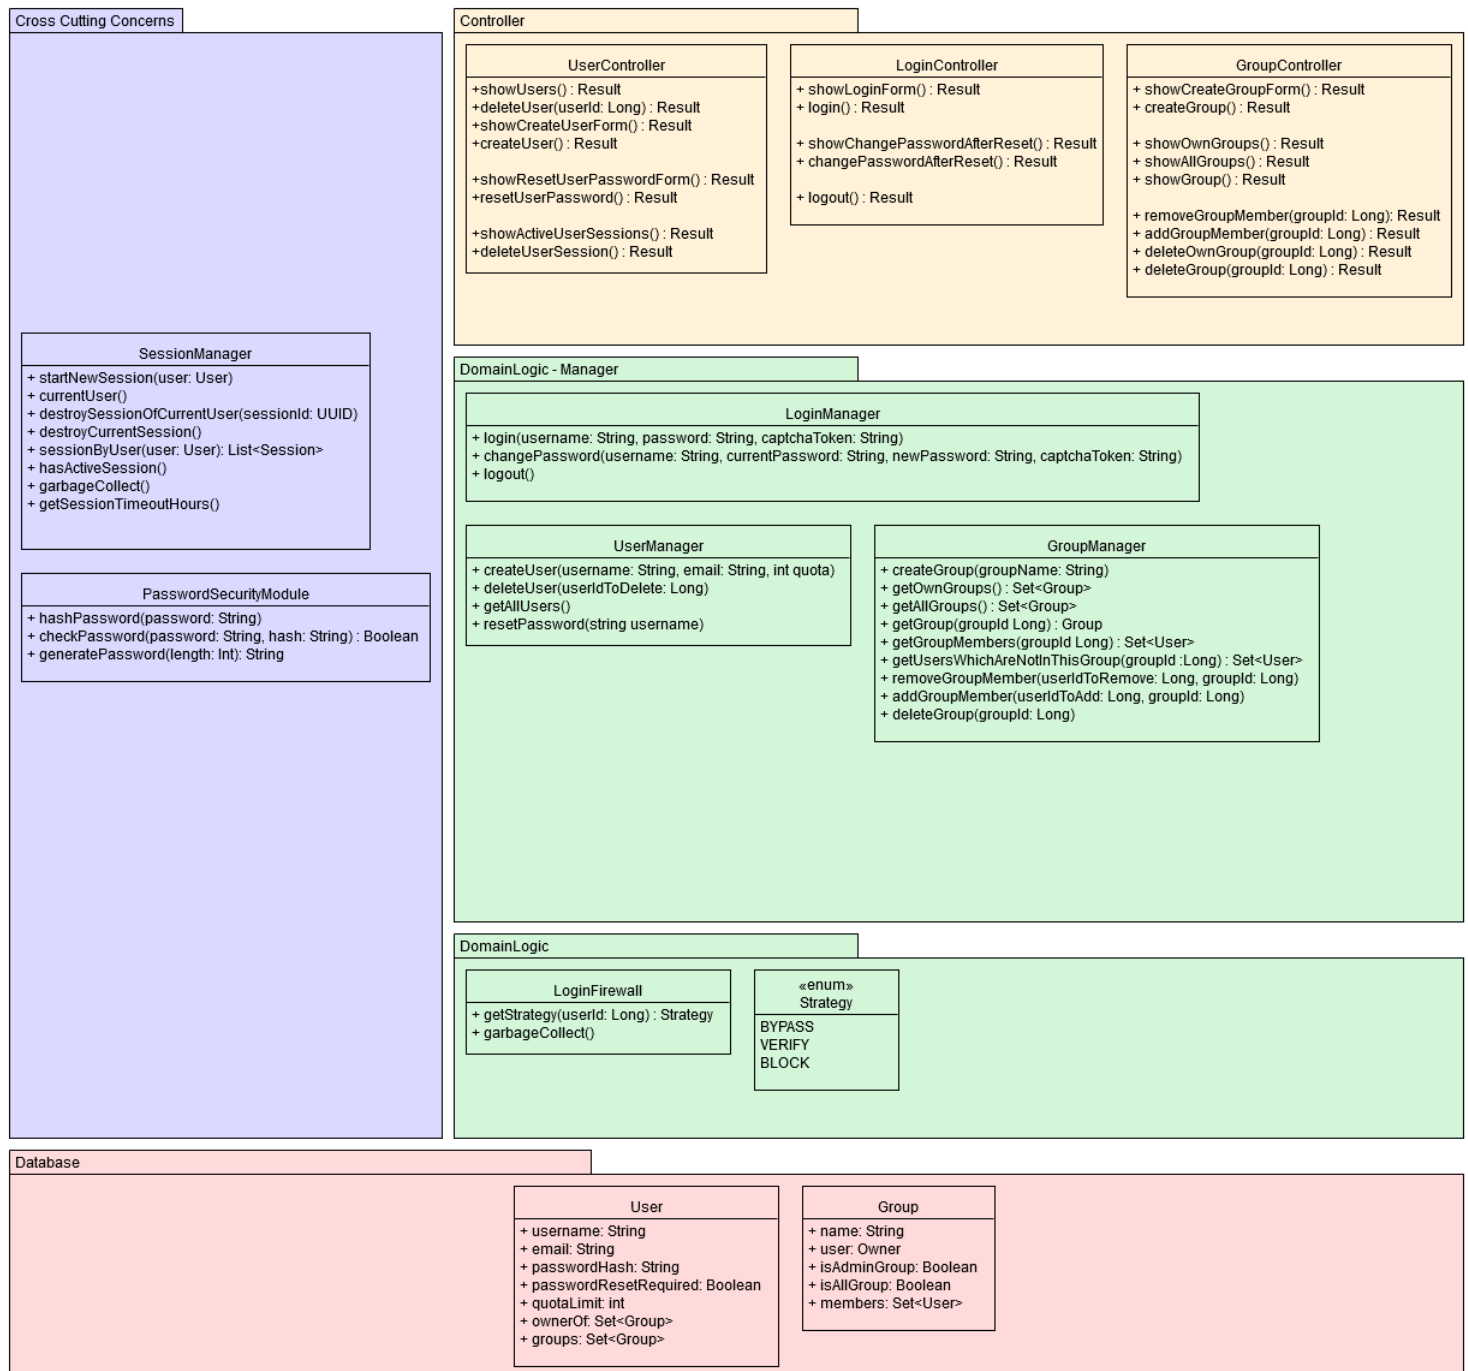 Cross Cutting Concerns
SessionManager
+ startNewSession(user: User)
+ currentUser()
+ destroySessionOfCurrentUser(sessionId: UUID)
+ destroyCurrentSession()
+ sessionByUser(user: User): List<Session>
+ hasActiveSession()
+ garbageCollect()
+ getSessionTimeoutHours()
PasswordSecurityModule
+ hashPassword(password: String)
+ checkPassword(password: String, hash: String) : Boolean
+ generatePassword(length: Int): String
Controller
UserController
+showUsers() : Result
+deleteUser(userId: Long) : Result
+showCreateUserForm() : Result
+createUser() : Result
+showResetUserPasswordForm() : Result
+resetUserPassword() : Result
+showActiveUserSessions() : Result
+deleteUserSession() : Result
LoginController
+ showLoginForm() : Result
+ login() : Result
+ showChangePasswordAfterReset() : Result
+ changePasswordAfterReset() : Result
+ logout() : Result
GroupController
+ showCreateGroupForm() : Result
+ createGroup() : Result
+ showOwnGroups() : Result
+ showAllGroups() : Result
+ showGroup() : Result
+ removeGroupMember(groupId: Long): Result
+ addGroupMember(groupId: Long) : Result
+ deleteOwnGroup(groupId: Long) : Result
+ deleteGroup(groupId: Long) : Result
DomainLogic - Manager
LoginManager
+ login(username: String, password: String, captchaToken: String)
+ changePassword(username: String, currentPassword: String, newPassword: String, captchaToken: String)
+ logout()
UserManager
+ createUser(username: String, email: String, int quota)
+ deleteUser(userIdToDelete: Long)
+ getAllUsers()
+ resetPassword(string username)
GroupManager
+ createGroup(groupName: String)
+ getOwnGroups() : Set<Group>
+ getAllGroups() : Set<Group>
+ getGroup(groupId Long) : Group
+ getGroupMembers(groupId Long) : Set<User>
+ getUsersWhichAreNotInThisGroup(groupId :Long) : Set<User>
+ removeGroupMember(userIdToRemove: Long, groupId: Long)
+ addGroupMember(userIdToAdd: Long, groupId: Long)
+ deleteGroup(groupId: Long)
DomainLogic
LoginFirewall
+ getStrategy(userId: Long) : Strategy
+ garbageCollect()
«enum»
Strategy
BYPASS
VERIFY
BLOCK
Database
User
+ username: String
+ email: String
+ passwordHash: String
+ passwordResetRequired: Boolean
+ quotaLimit: int
+ ownerOf: Set<Group>
+ groups: Set<Group>
Group
+ name: String
+ user: Owner
+ isAdminGroup: Boolean
+ isAllGroup: Boolean
+ members: Set<User>